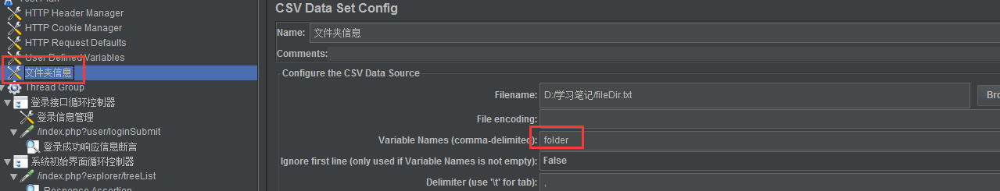 Test Plan
HTTP Header Manager
HTTP Cookie Manager
HTTP Request Defaults
User Defined Variables
文件夹信息
Thread Group
登录接口循环控制器
登录信息管理
/index.php?user/loginSubmit
登录成功响应信息断言
系统初始界面循环控制器
/index.php?explorer/treeList
Response Assertion
CSV Data Set Config
Name: 文件夹信息
Comments:
Configure the CSV Data Source
Filename: D:/学习笔记/fileDir.txt Bro
File encoding:
Variable Names (comma-delimited): folder
Ignore first line (only used if Variable Names is not empty): False
Delimiter (use '\t' for tab): ,